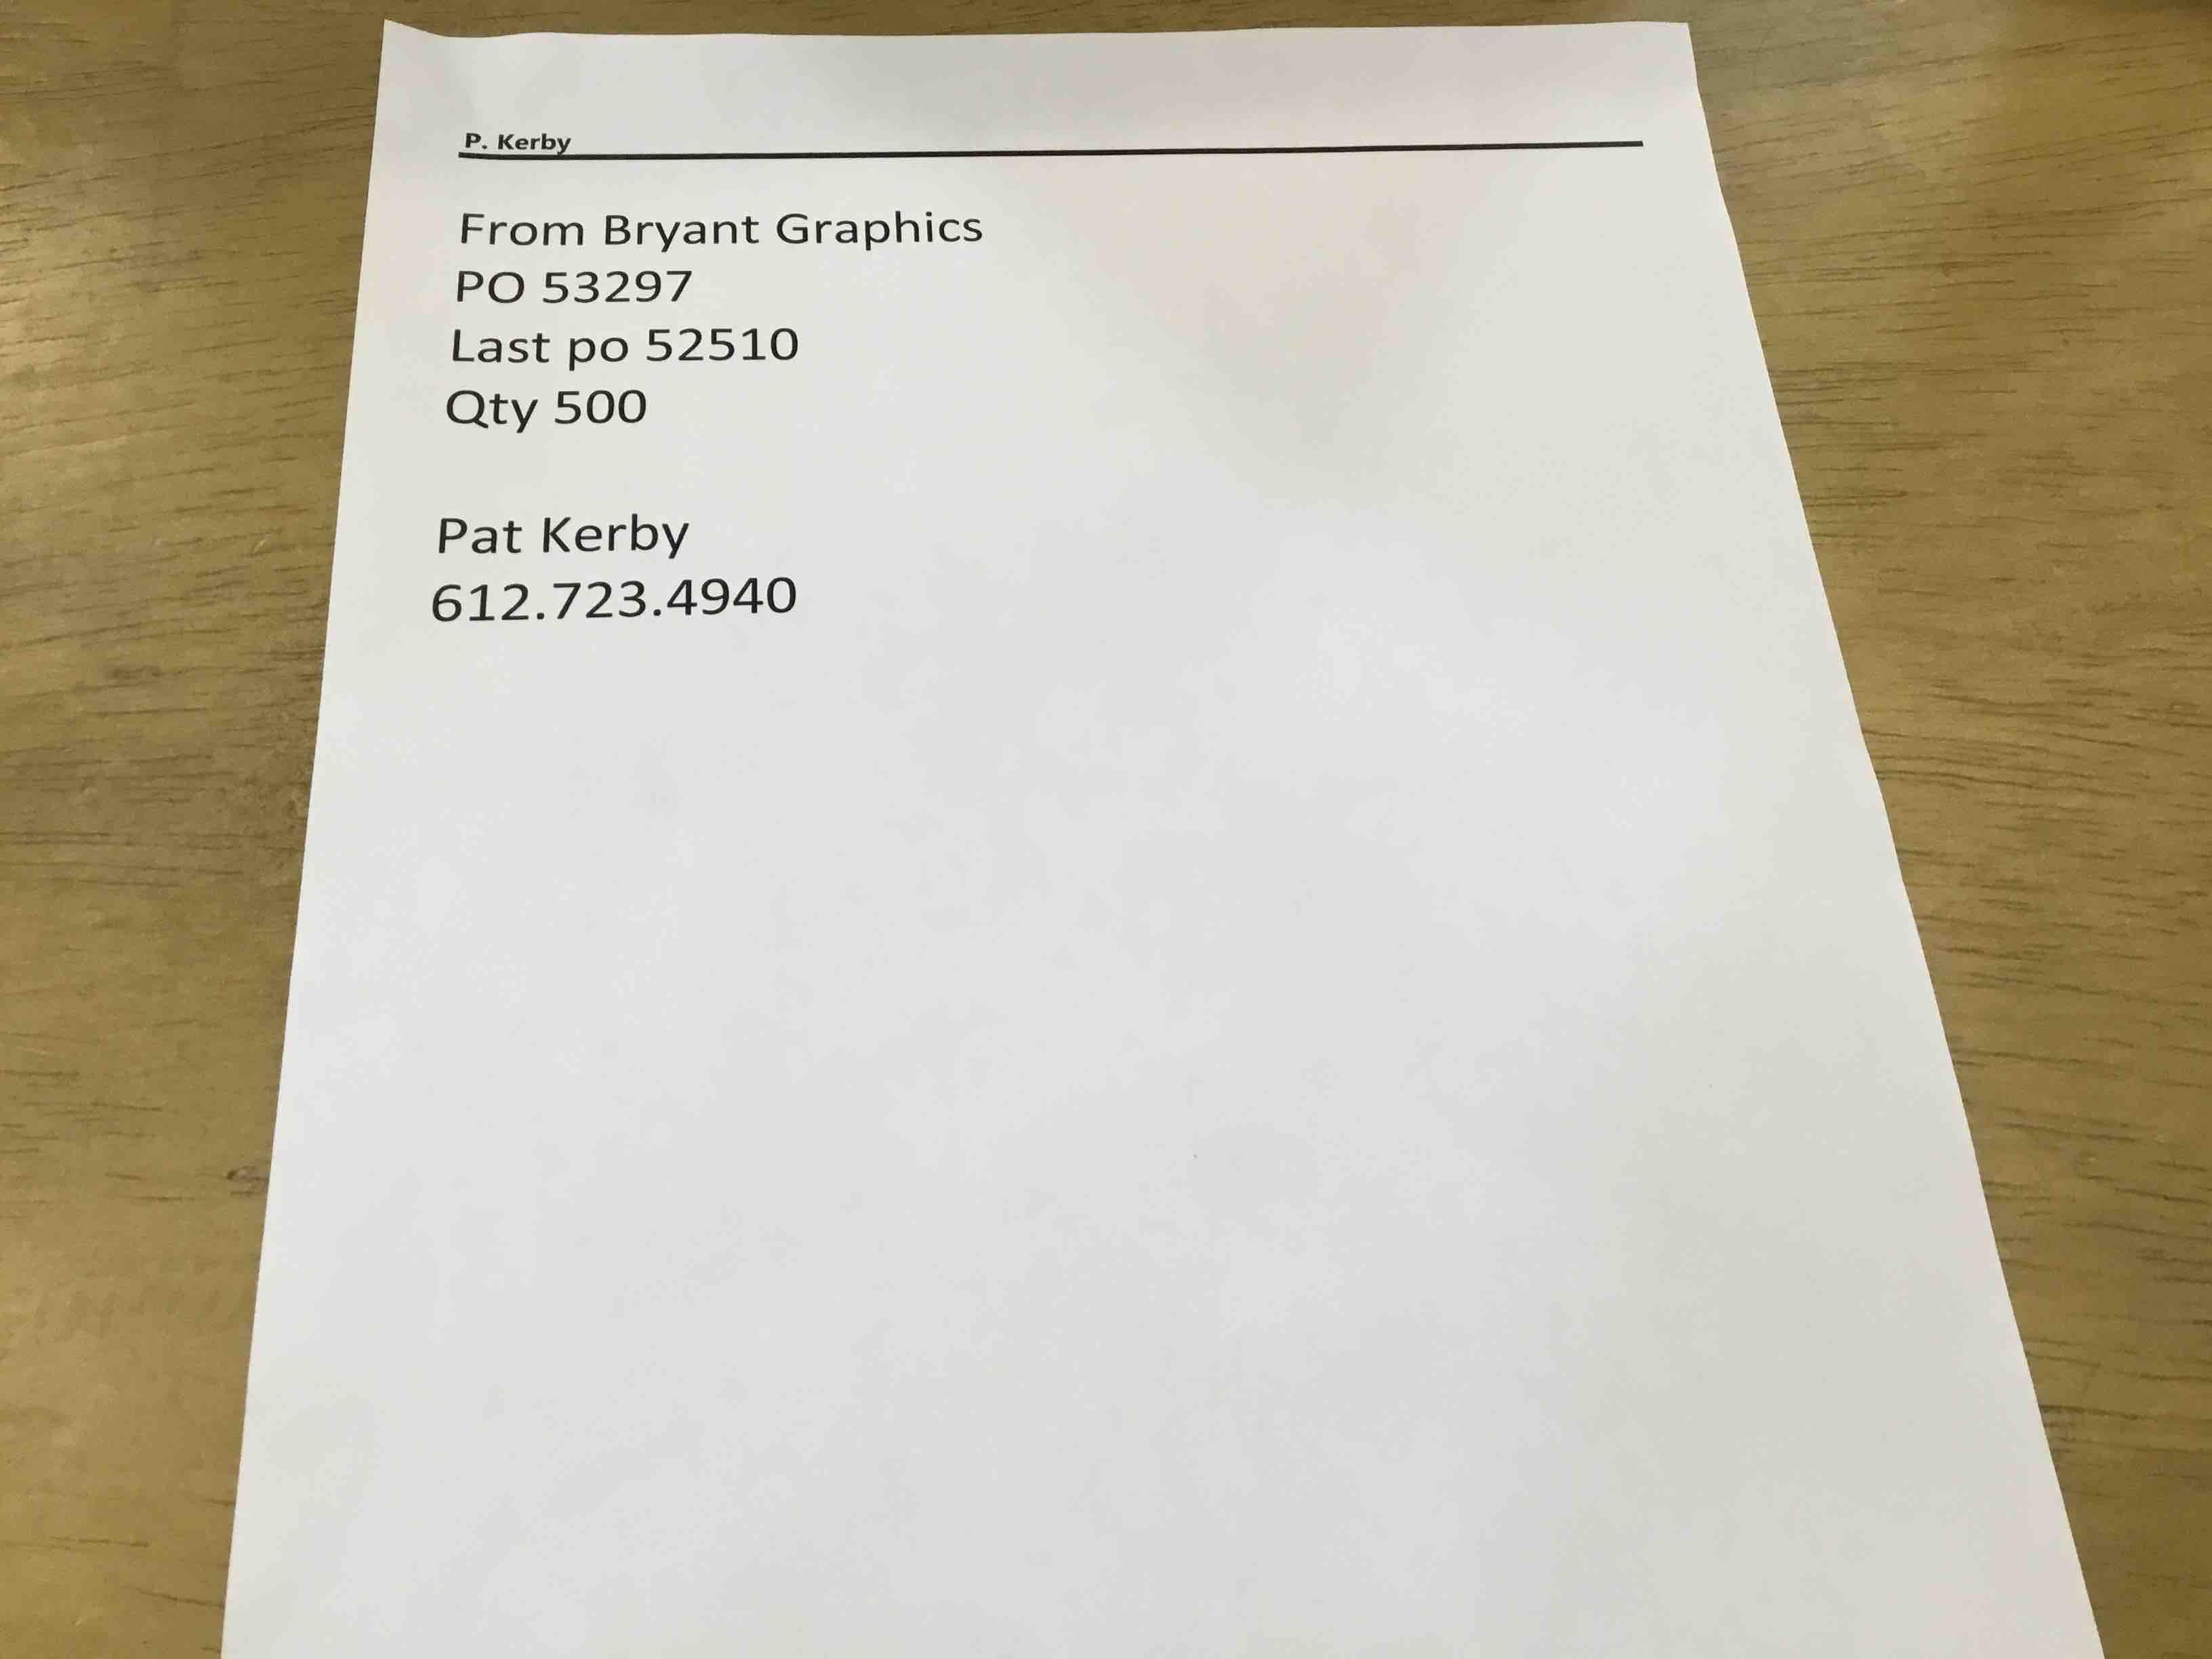 P. Kerby
From Bryant Graphics
PO 53297
Last po 52510
Qty 500
Pat Kerby
612.723.4940